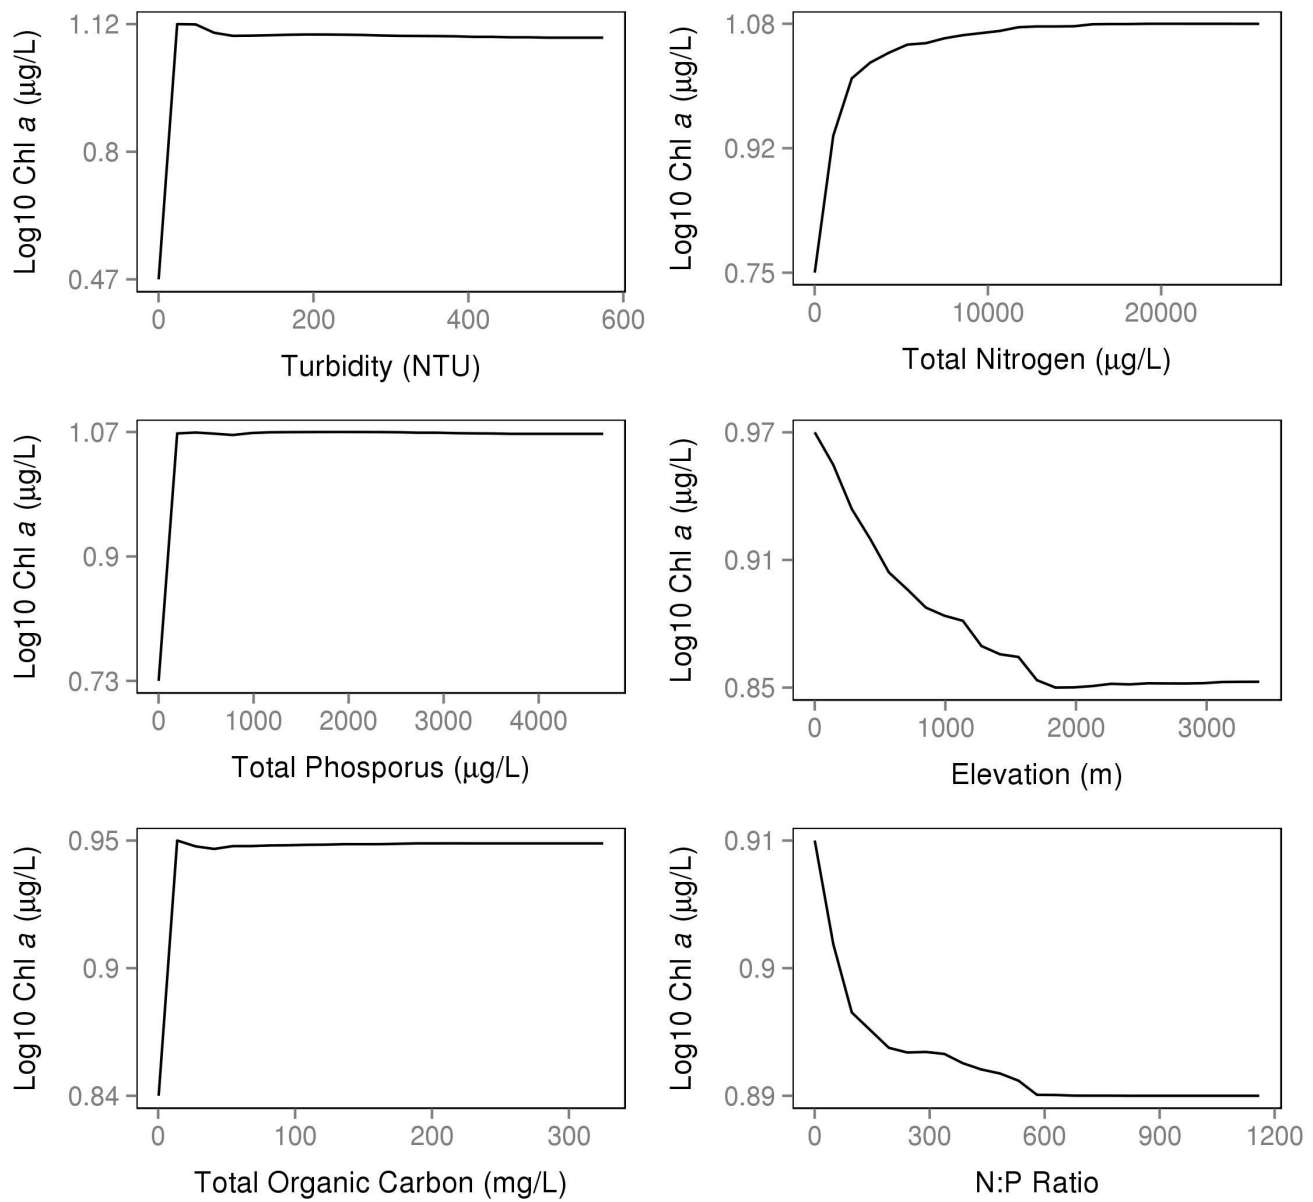 Log10 Chl a (μg/L)
1.12
0.8
0.47
0 200 400 600
Turbidity (NTU)
Log10 Chl a (μg/L)
1.08
0.92
0.75
0 10000 20000
Total Nitrogen (μg/L)
Log10 Chl a (μg/L)
1.07
0.9
0.73
0 1000 2000 3000 4000
Total Phosporus (μg/L)
Log10 Chl a (μg/L)
0.97
0.91
0.85
0 1000 2000 3000
Elevation (m)
Log10 Chl a (μg/L)
0.95
0.9
0.84
0 100 200 300
Total Organic Carbon (mg/L)
Log10 Chl a (μg/L)
0.91
0.9
0.89
0 300 600 900 1200
N:P Ratio